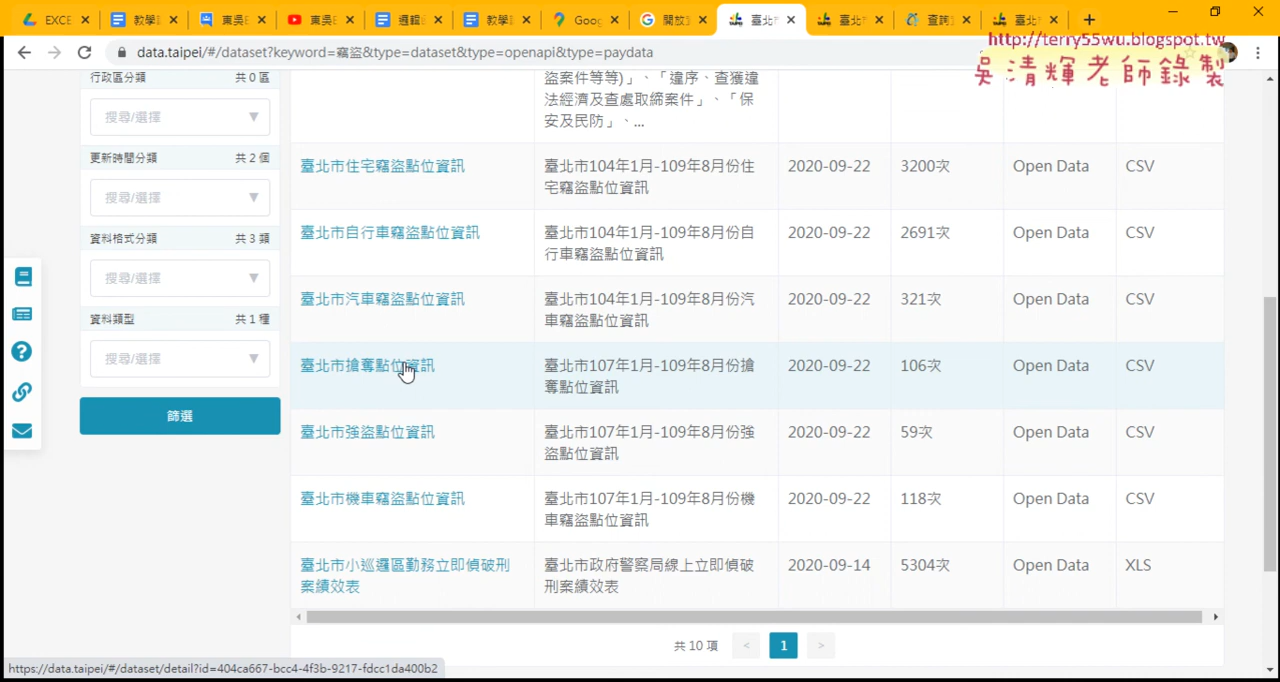 EXCE
教學
東吳
東吳E
邏輯
教學
Goog
開放
臺北市
臺北市
查詢
臺北
data.taipei/#/dataset?keyword=竊盜&type=dataset&type=openapi&type=paydata
http://terry55wu.blogspot.tw
吳清輝老師錄製
行政區分類 共 0 區
搜尋/選擇
更新時間分類 共 2 個
搜尋/選擇
資料格式分類 共 3 類
搜尋/選擇
資料類型 共 1 種
搜尋/選擇
篩選
盜案件等等)」、「違序、查獲違
法經濟及查處取締案件」、「保
安及民防」、...
臺北市住宅竊盜點位資訊 臺北市104年1月-109年8月份住 2020-09-22 3200次 Open Data CSV
宅竊盜點位資訊
臺北市自行車竊盜點位資訊 臺北市104年1月-109年8月份自 2020-09-22 2691次 Open Data CSV
行車竊盜點位資訊
臺北市汽車竊盜點位資訊 臺北市104年1月-109年8月份汽 2020-09-22 321次 Open Data CSV
車竊盜點位資訊
臺北市搶奪點位資訊 臺北市107年1月-109年8月份搶 2020-09-22 106次 Open Data CSV
奪點位資訊
臺北市強盜點位資訊 臺北市107年1月-109年8月份強 2020-09-22 59次 Open Data CSV
盜點位資訊
臺北市機車竊盜點位資訊 臺北市107年1月-109年8月份機 2020-09-22 118次 Open Data CSV
車竊盜點位資訊
臺北市小巡邏區勤務立即偵破刑 臺北市政府警察局線上立即偵破 2020-09-14 5304次 Open Data XLS
案績效表 刑案績效表
共 10 項 < 1 >
https://data.taipei/#/dataset/detail?id=404ca667-bcc4-4f3b-9217-fdcc1da400b2